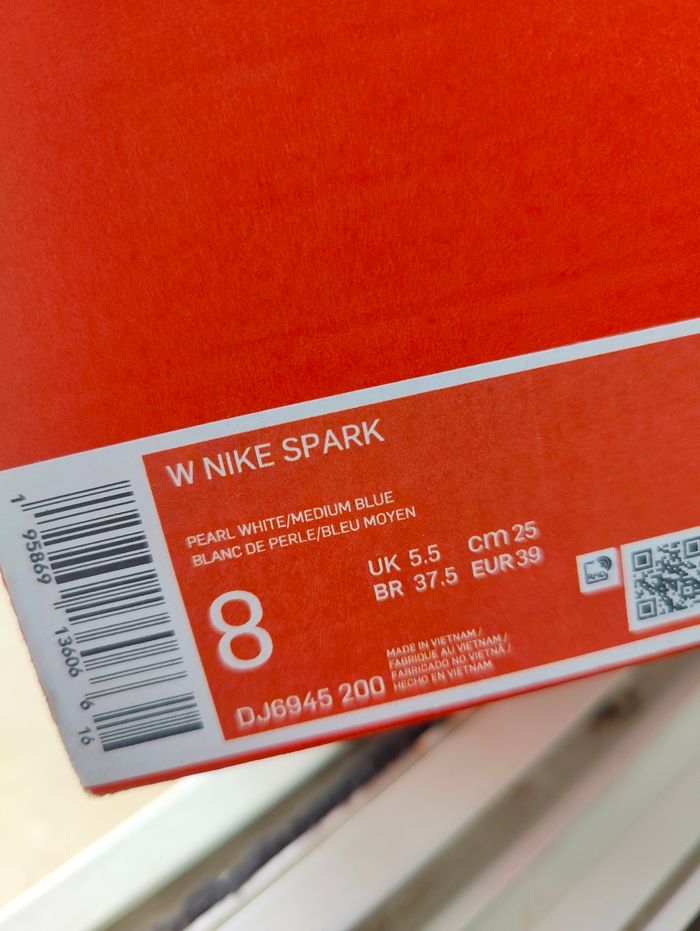 W NIKE SPARK
PEARL WHITE/MEDIUM BLUE
BLANC DE PERLE/BLEU MOYEN
UK 5.5 cm 25
BR 37.5 EUR 39
8
DJ6945 200
MADE IN VIETNAM /
FABRIQUE AU VIETNAM /
FABRICADO NO VIETNÃ /
HECHO EN VIETNAM
RFID
1 95869 13606 6 16